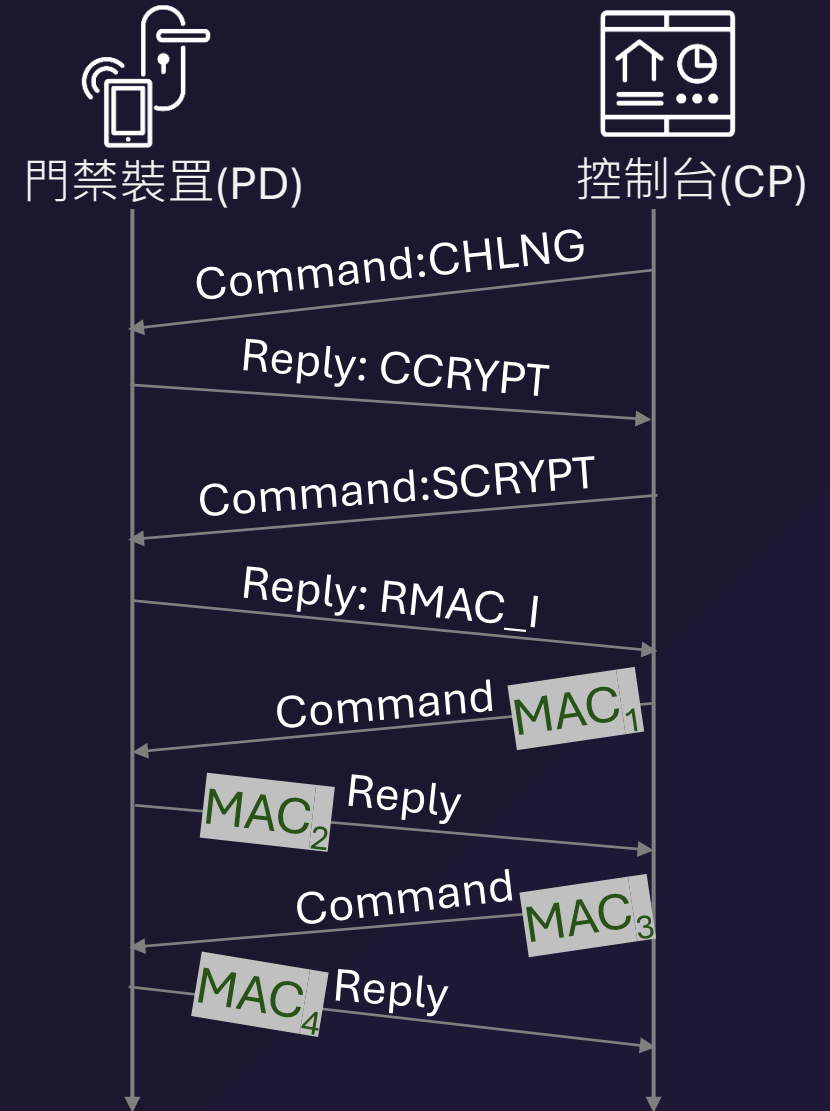 門禁裝置(PD)
控制台(CP)
Command:CHLNG
Reply: CCRYPT
Command:SCRYPT
Reply: RMAC_I
Command MAC1
MAC2 Reply
Command MAC3
MAC4 Reply